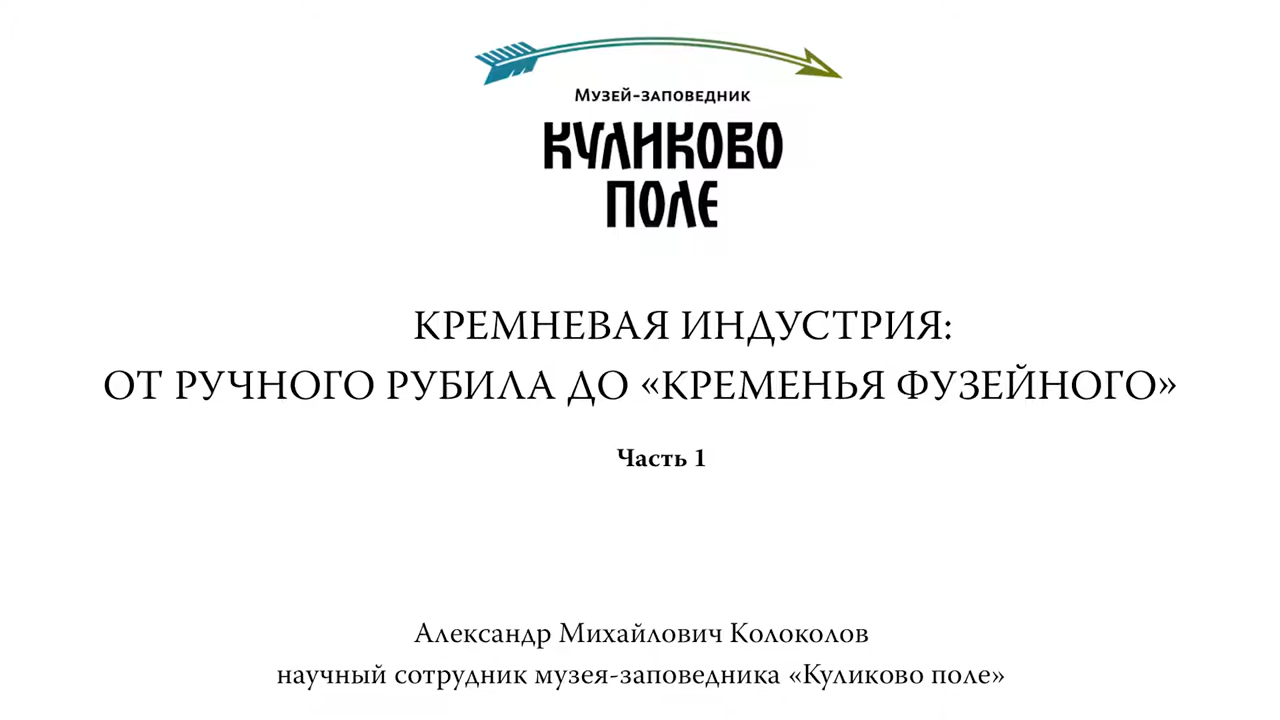 Музей-заповедник
КУЛИКОВО
ПОЛЕ
КРЕМНЕВАЯ ИНДУСТРИЯ:
ОТ РУЧНОГО РУБИЛА ДО «КРЕМЕНЬЯ ФУЗЕЙНОГО»
Часть 1
Александр Михайлович Колоколов
научный сотрудник музея-заповедника «Куликово поле»